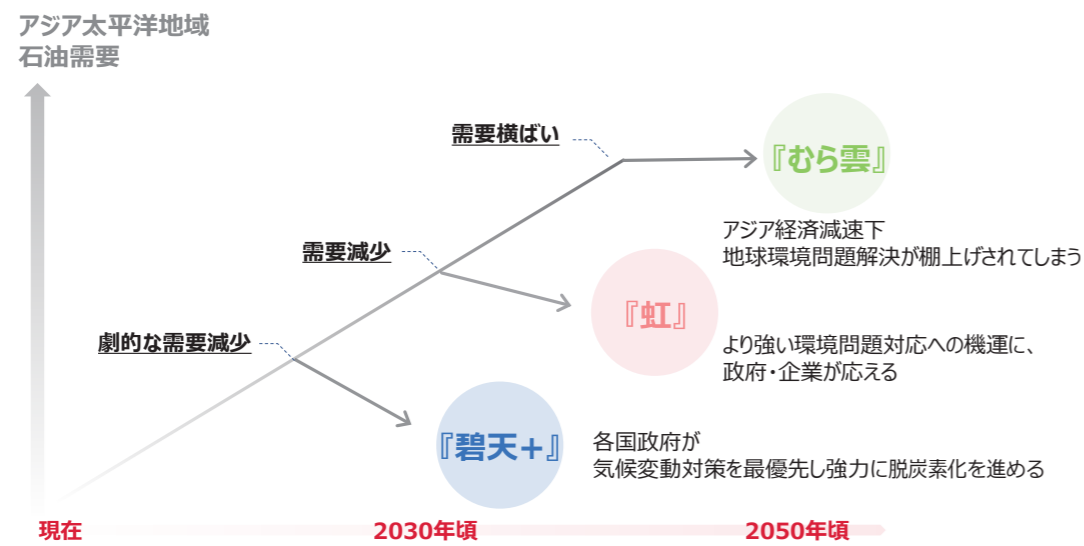 アジア太平洋地域
石油需要
需要横ばい
『むら雲』
アジア経済減速下
地球環境問題解決が棚上げされてしまう
需要減少
『虹』
より強い環境問題対応への機運に、
政府・企業が応える
劇的な需要減少
『碧天+』
各国政府が
気候変動対策を最優先し強力に脱炭素化を進める
現在
2030年頃
2050年頃